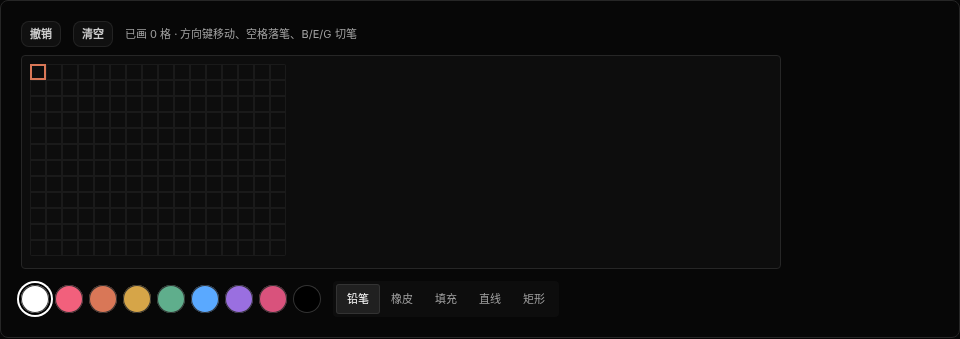 撤销 清空 已画 0 格 · 方向键移动、空格落笔、B/E/G 切笔
铅笔 橡皮 填充 直线 矩形